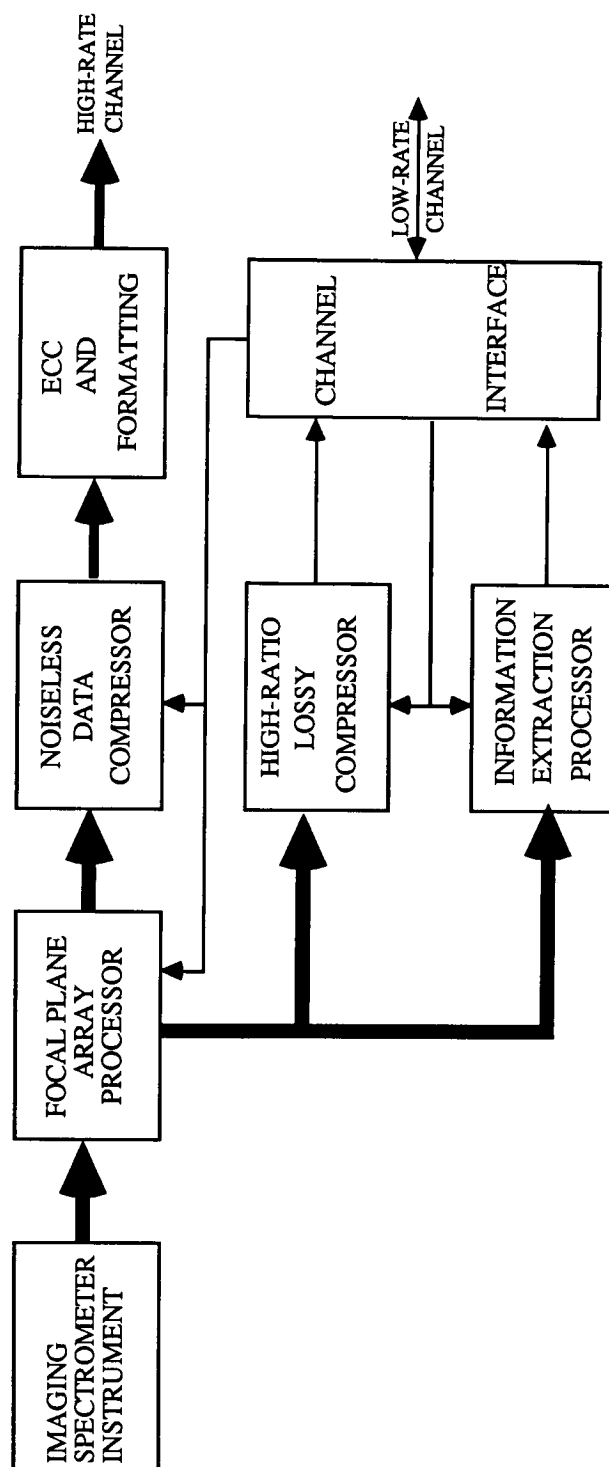 IMAGING
SPECTROMETER
INSTRUMENT
FOCAL PLANE
ARRAY
PROCESSOR
NOISELESS
DATA
COMPRESSOR
ECC
AND
FORMATTING
HIGH-RATE
CHANNEL
HIGH-RATIO
LOSSY
COMPRESSOR
INFORMATION
EXTRACTION
PROCESSOR
CHANNEL
INTERFACE
LOW-RATE
CHANNEL